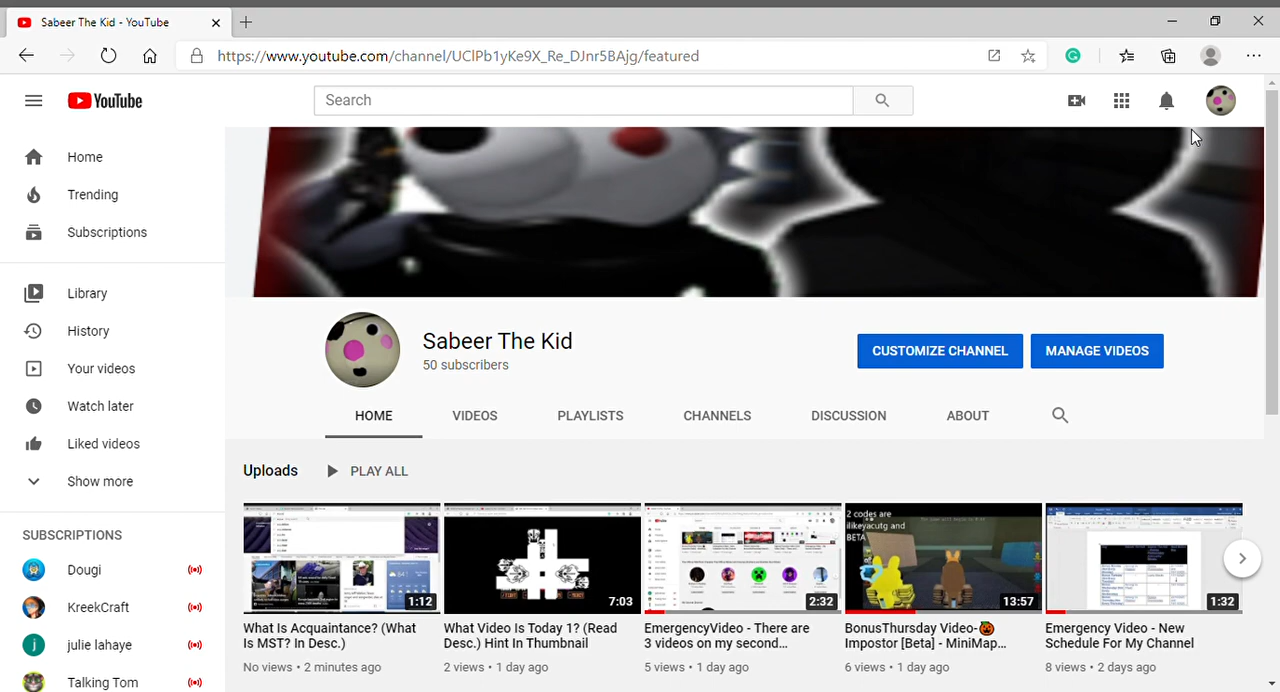 Sabeer The Kid - YouTube
https://www.youtube.com/channel/UClPb1yKe9X_Re_DJnr5BAjg/featured
YouTube
Search
Home
Trending
Subscriptions
Library
History
Your videos
Watch later
Liked videos
Show more
SUBSCRIPTIONS
Dougi
KreekCraft
julie lahaye
Talking Tom
Sabeer The Kid
50 subscribers
CUSTOMIZE CHANNEL
MANAGE VIDEOS
HOME
VIDEOS
PLAYLISTS
CHANNELS
DISCUSSION
ABOUT
Uploads
PLAY ALL
1:12
What Is Acquaintance? (What
Is MST? In Desc.)
No views • 2 minutes ago
7:03
What Video Is Today 1? (Read
Desc.) Hint In Thumbnail
2 views • 1 day ago
2:32
EmergencyVideo - There are
3 videos on my second...
5 views • 1 day ago
2 codes are
ilikeyacutg and
BETA
13:57
BonusThursday Video-🎃
Impostor [Beta] - MiniMap...
6 views • 1 day ago
1:32
Emergency Video - New
Schedule For My Channel
8 views • 2 days ago